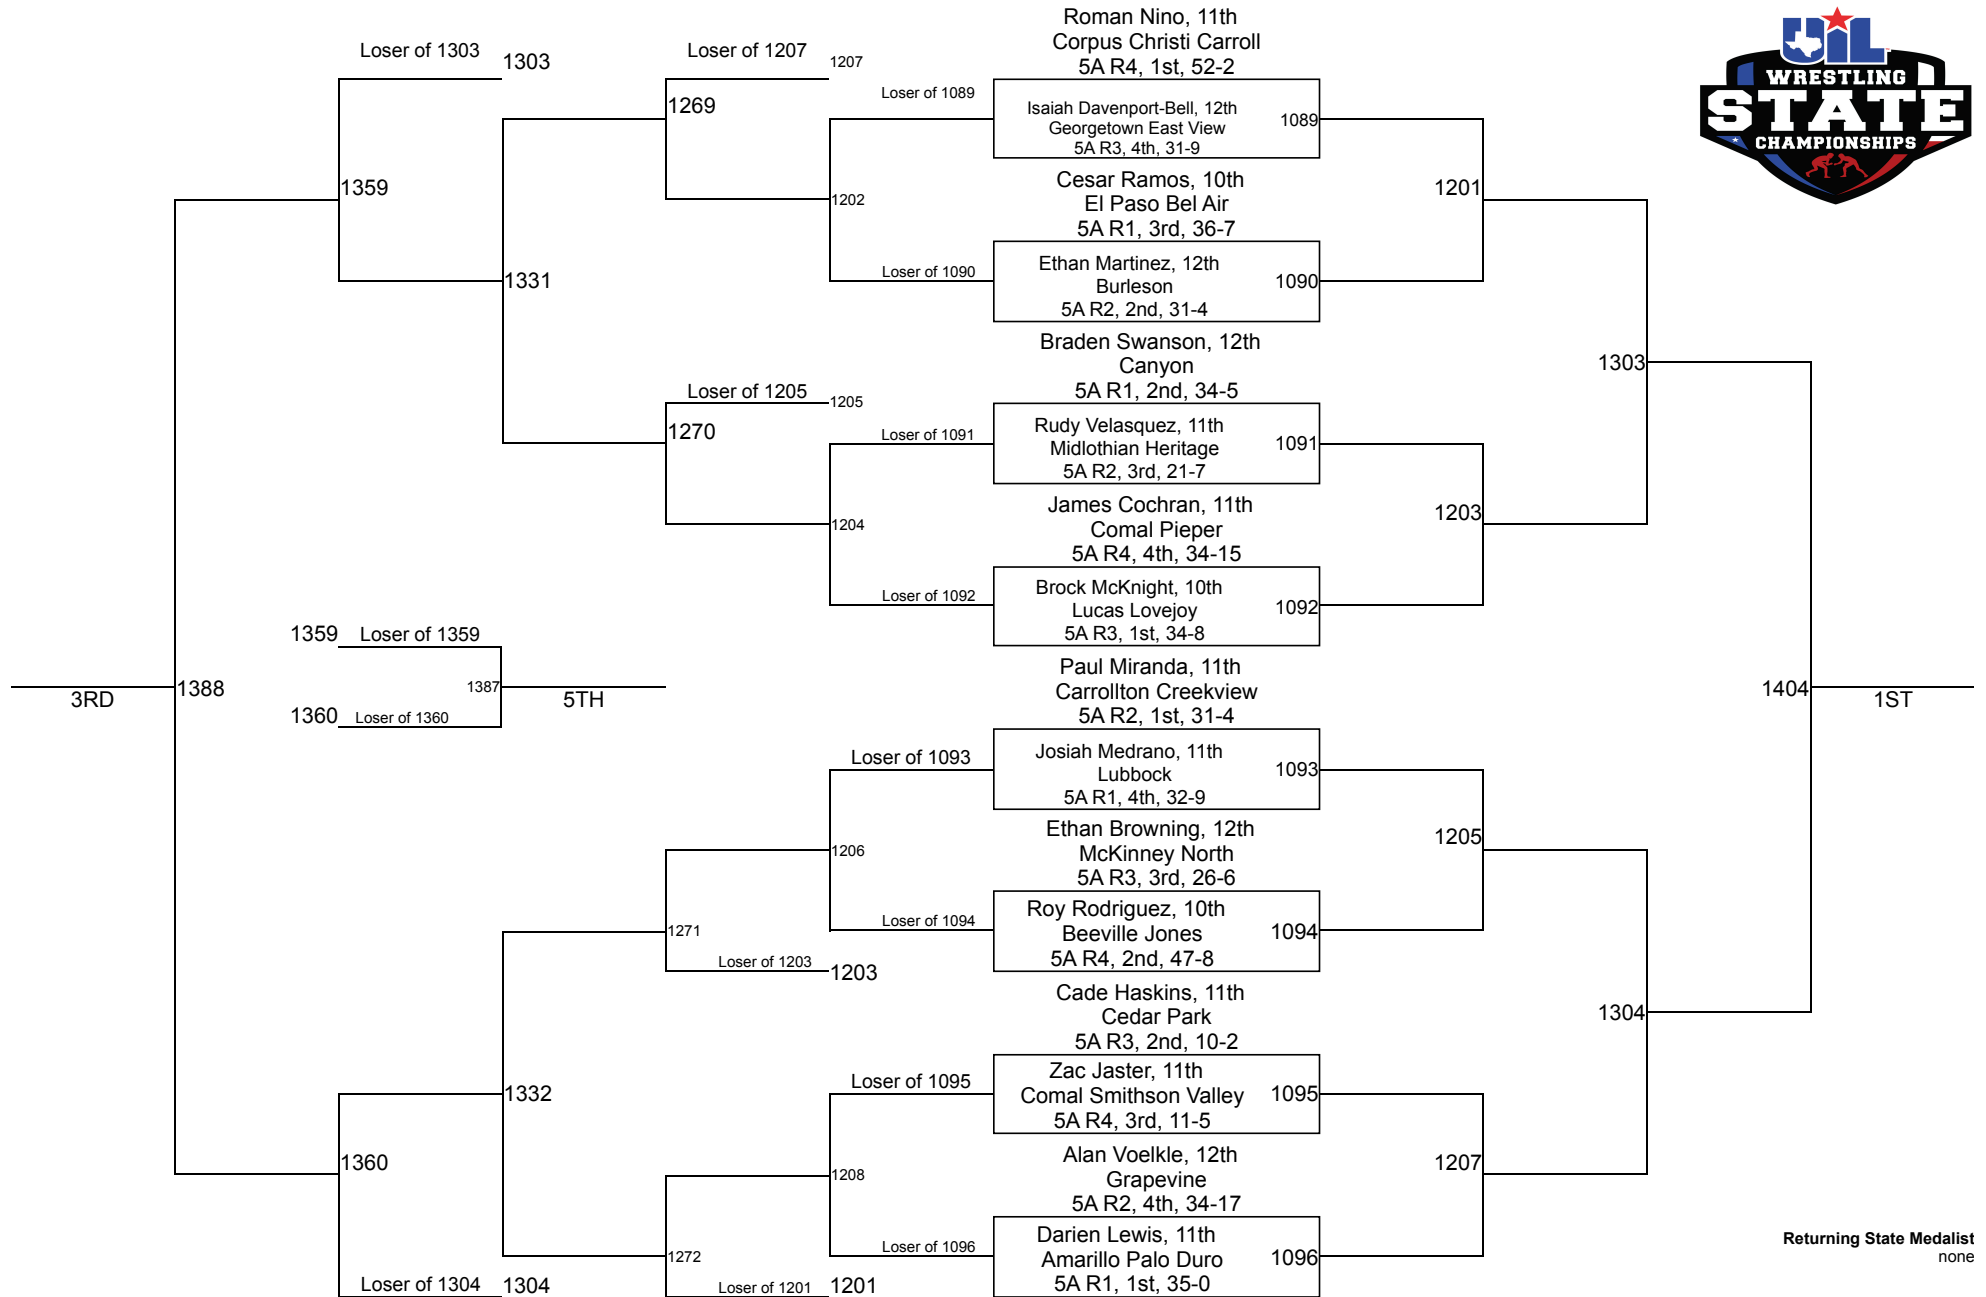 Roman Nino, 11th
Corpus Christi Carroll
5A R4, 1st, 52-2
Loser of 1303
1303
Loser of 1207
1207
Loser of 1089
1269
Isaiah Davenport-Bell, 12th
Georgetown East View
5A R3, 4th, 31-9
1089
UIL
WRESTLING
STATE
CHAMPIONSHIPS
1359
1202
Cesar Ramos, 10th
El Paso Bel Air
5A R1, 3rd, 36-7
1201
1331
Loser of 1090
Ethan Martinez, 12th
Burleson
5A R2, 2nd, 31-4
1090
Braden Swanson, 12th
Canyon
5A R1, 2nd, 34-5
1303
Loser of 1205
1205
1270
Loser of 1091
Rudy Velasquez, 11th
Midlothian Heritage
5A R2, 3rd, 21-7
1091
1204
James Cochran, 11th
Comal Pieper
5A R4, 4th, 34-15
1203
Loser of 1092
Brock McKnight, 10th
Lucas Lovejoy
5A R3, 1st, 34-8
1092
1359
Loser of 1359
3RD
1388
1387
5TH
1360
Loser of 1360
Paul Miranda, 11th
Carrollton Creekview
5A R2, 1st, 31-4
1404
1ST
Loser of 1093
Josiah Medrano, 11th
Lubbock
5A R1, 4th, 32-9
1093
1206
Ethan Browning, 12th
McKinney North
5A R3, 3rd, 26-6
1205
1271
Loser of 1094
Roy Rodriguez, 10th
Beeville Jones
5A R4, 2nd, 47-8
1094
Loser of 1203
1203
Cade Haskins, 11th
Cedar Park
5A R3, 2nd, 10-2
1304
1332
Loser of 1095
Zac Jaster, 11th
Comal Smithson Valley
5A R4, 3rd, 11-5
1095
1360
1208
Alan Voelkle, 12th
Grapevine
5A R2, 4th, 34-17
1207
1272
Loser of 1096
Darien Lewis, 11th
Amarillo Palo Duro
5A R1, 1st, 35-0
1096
Loser of 1304
1304
Loser of 1201
1201
Returning State Medalist
none